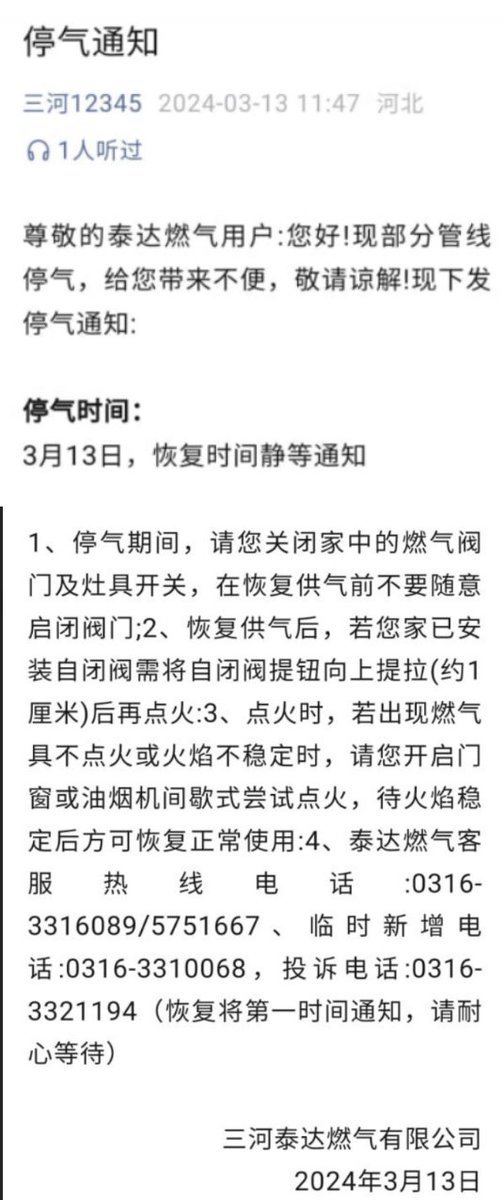 停气通知
三河12345 2024-03-13 11:47 河北
1人听过
尊敬的泰达燃气用户:您好!现部分管线
停气，给您带来不便，敬请谅解!现下发
停气通知:
停气时间：
3月13日，恢复时间静等通知
1、停气期间，请您关闭家中的燃气阀
门及灶具开关，在恢复供气前不要随意
启闭阀门;2、恢复供气后，若您家已安
装自闭阀需将自闭阀提钮向上提拉(约1
厘米)后再点火:3、点火时，若出现燃气
具不点火或火焰不稳定时，请您开启门
窗或油烟机间歇式尝试点火，待火焰稳
定后方可恢复正常使用:4、泰达燃气客
服热线电话:0316-
3316089/5751667、临时新增电
话:0316-3310068，投诉电话:0316-
3321194（恢复将第一时间通知，请耐
心等待）
三河泰达燃气有限公司
2024年3月13日